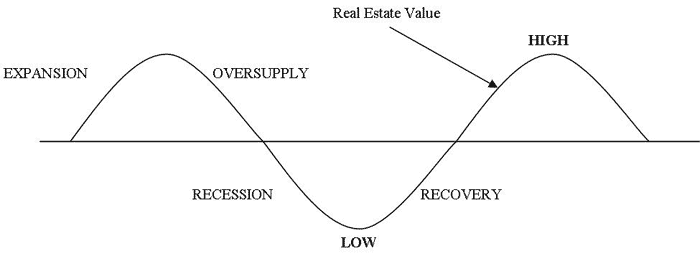 Real Estate Value
HIGH
EXPANSION
OVERSUPPLY
RECESSION
RECOVERY
LOW